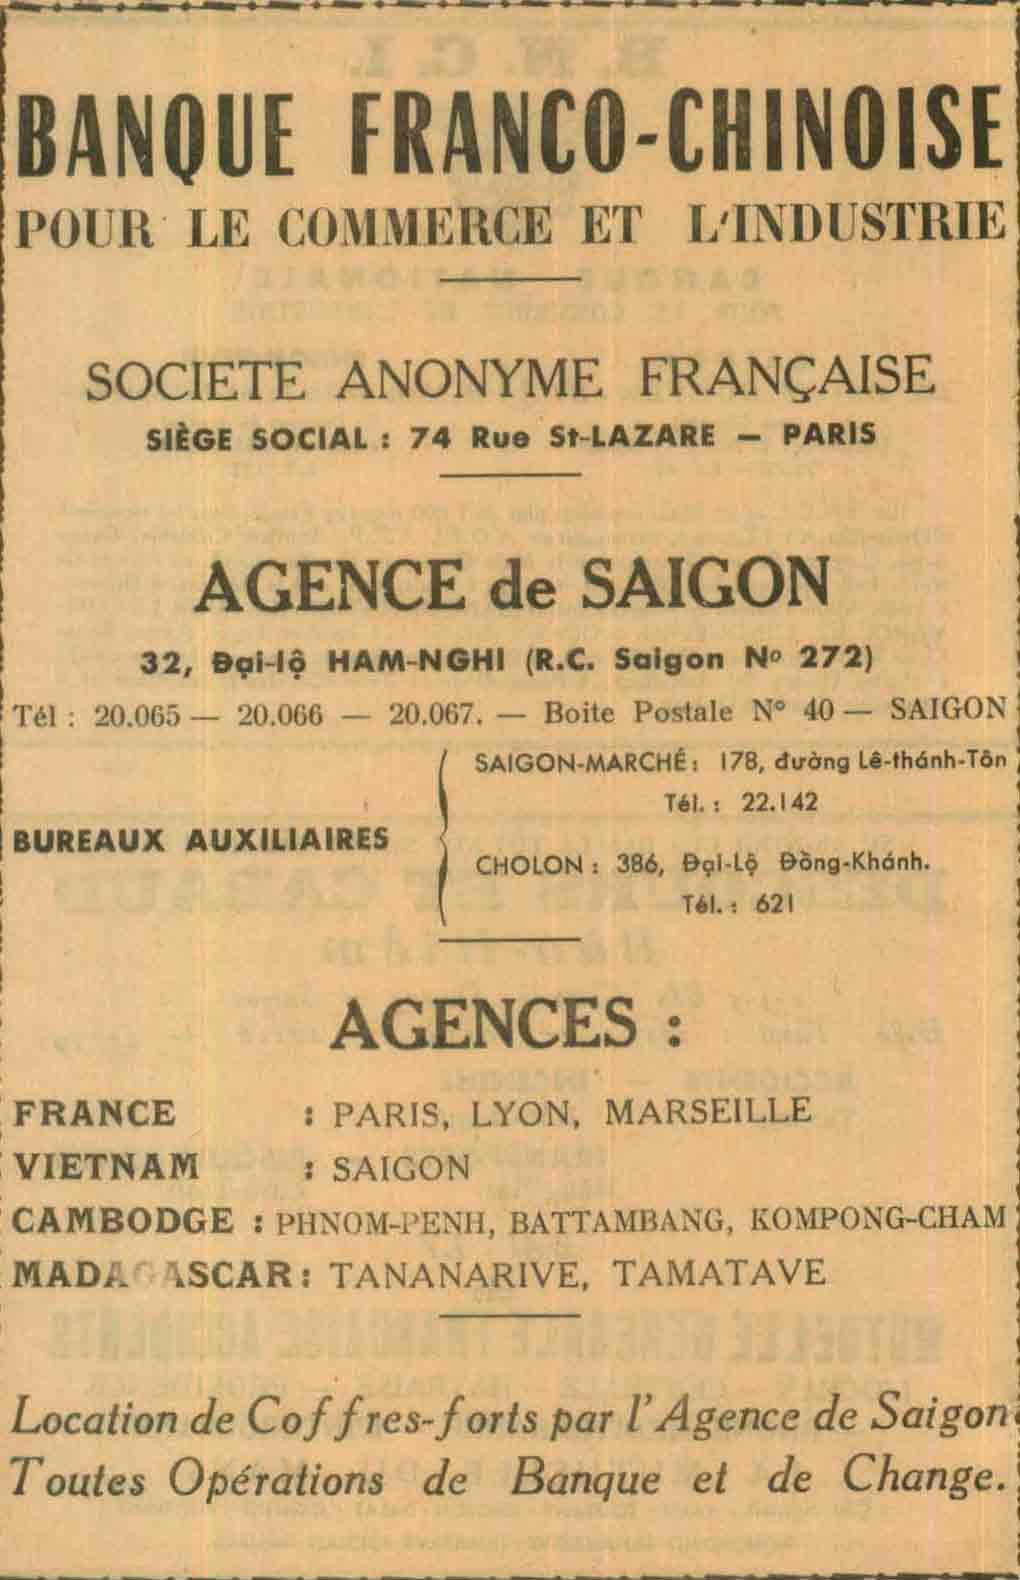 BANQUE FRANCO-CHINOISE
POUR LE COMMERCE ET L'INDUSTRIE
SOCIETE ANONYME FRANÇAISE
SIÈGE SOCIAL : 74 Rue St-LAZARE — PARIS
AGENCE de SAIGON
32, Đại-lộ HAM-NGHI (R.C. Saigon Nº 272)
Tél : 20.065 — 20.066 — 20.067. — Boite Postale N° 40 — SAIGON
BUREAUX AUXILIAIRES
SAIGON-MARCHÉ : 178, đường Lê-thánh-Tôn
Tél. : 22.142
CHOLON : 386, Đại-Lộ Đồng-Khánh.
Tél. : 621
AGENCES :
FRANCE : PARIS, LYON, MARSEILLE
VIETNAM : SAIGON
CAMBODGE : PHNOM-PENH, BATTAMBANG, KOMPONG-CHAM
MADAGASCAR : TANANARIVE, TAMATAVE
Location de Coffres-forts par l'Agence de Saigon
Toutes Opérations de Banque et de Change.